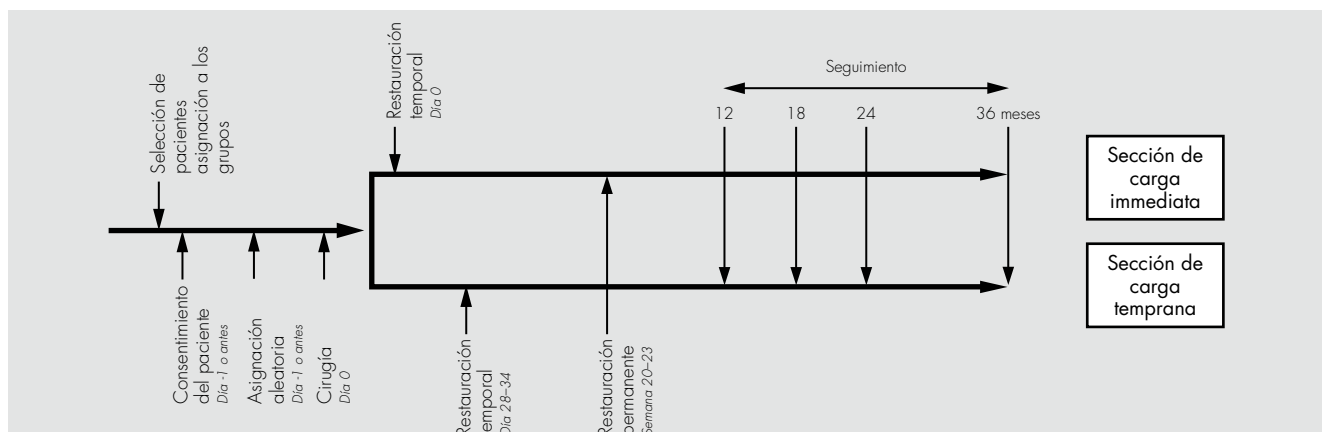 Selección de
pacientes
asignación a los
grupos
Consentimiento
del paciente
Día -1 o antes
Asignación
aleatoria
Día -1 o antes
Cirugía
Día 0
Restauración
temporal
Día 0
Restauración
temporal
Día 28–34
Restauración
permanente
Semana 20–23
Seguimiento
12
18
24
36 meses
Sección de
carga
immediata
Sección de
carga
temprana